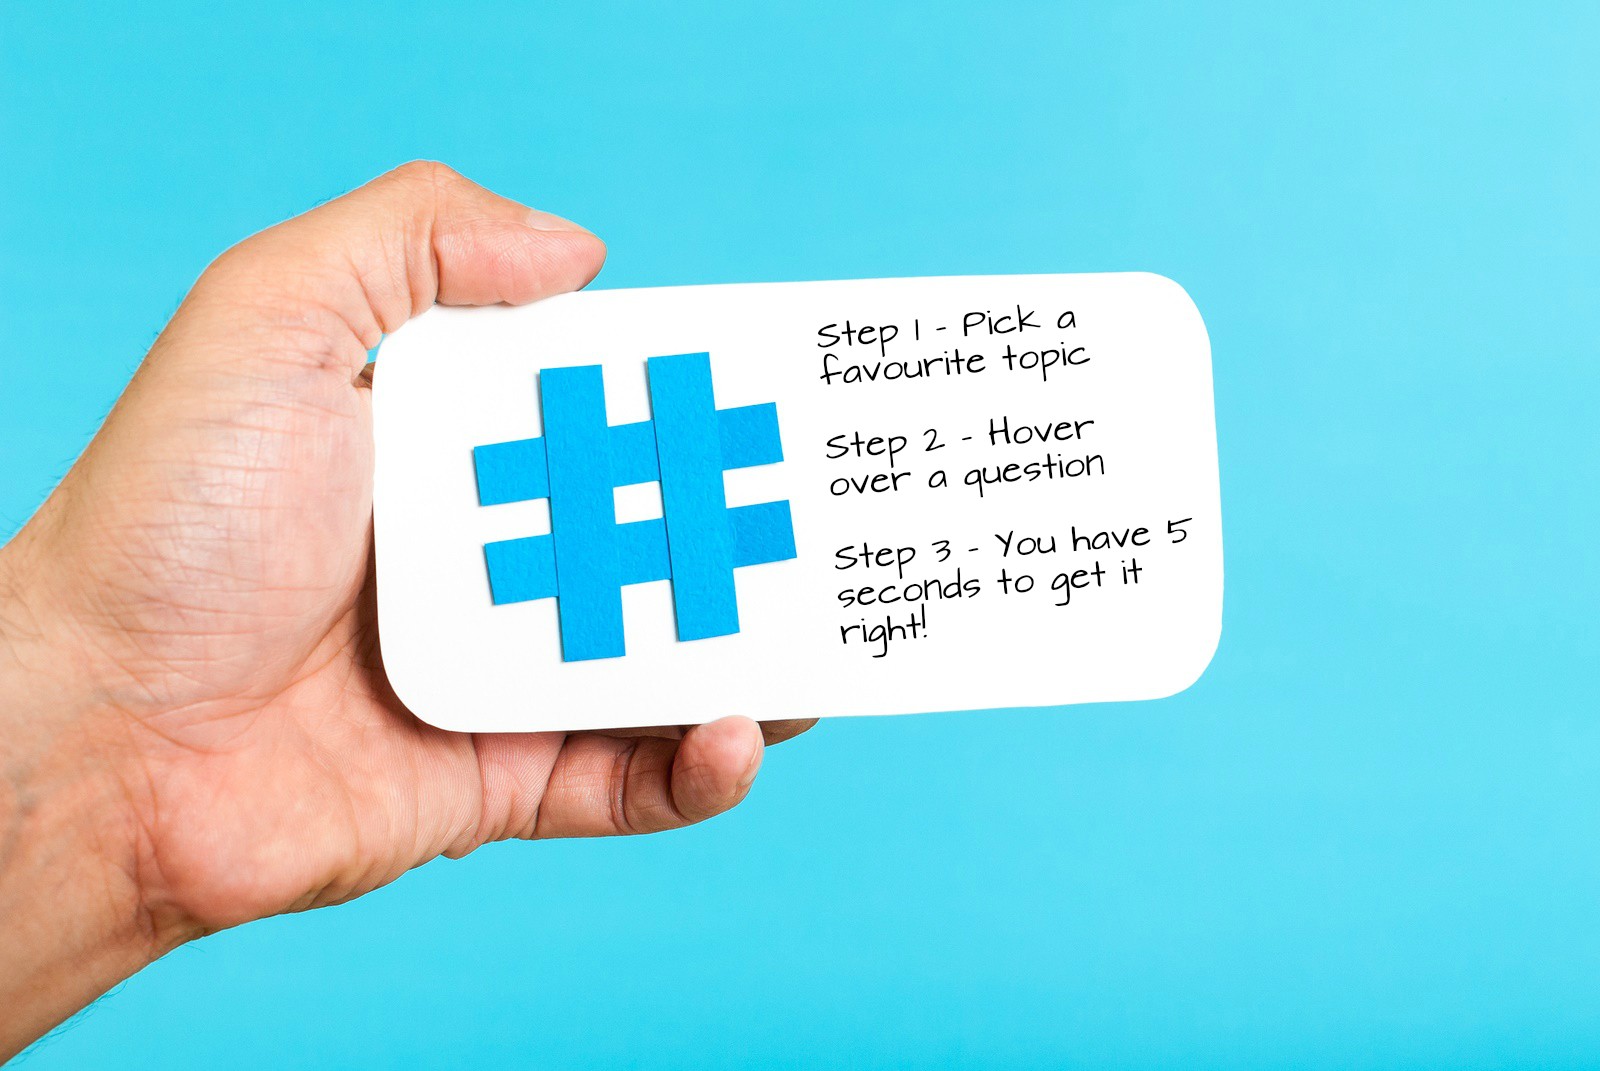 Step 1 - Pick a
favourite topic
Step 2 - Hover
over a question
Step 3 - You have 5
seconds to get it
right!